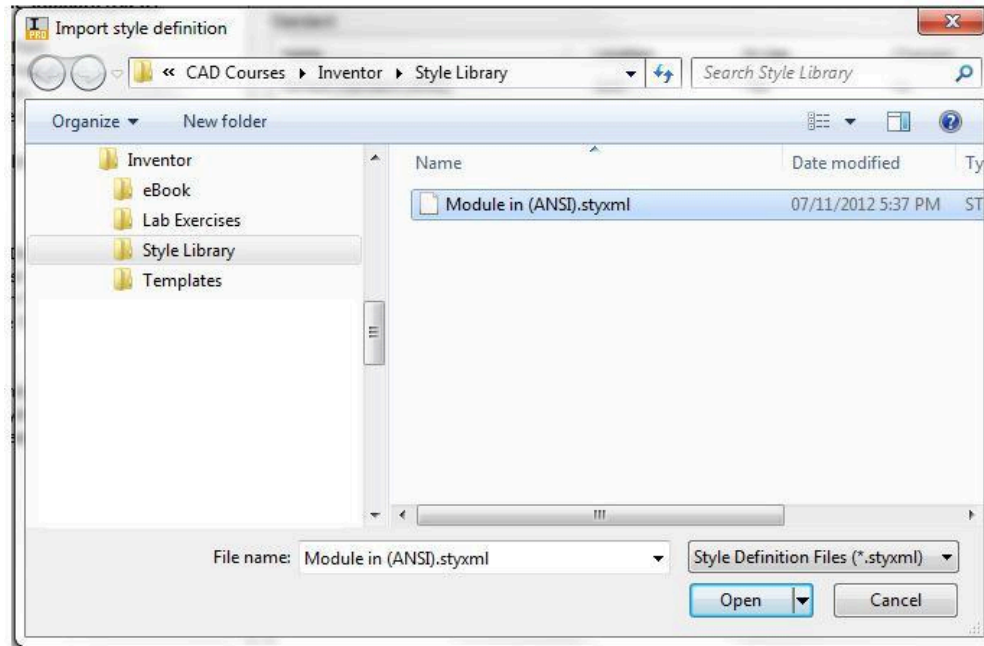 Import style definition
« CAD Courses Inventor Style Library Search Style Library
Organize New folder
Inventor Name Date modified Ty
eBook Module in (ANSI).styxml 07/11/2012 5:37 PM ST
Lab Exercises
Style Library
Templates
File name: Module in (ANSI).styxml Style Definition Files (*.styxml)
Open Cancel